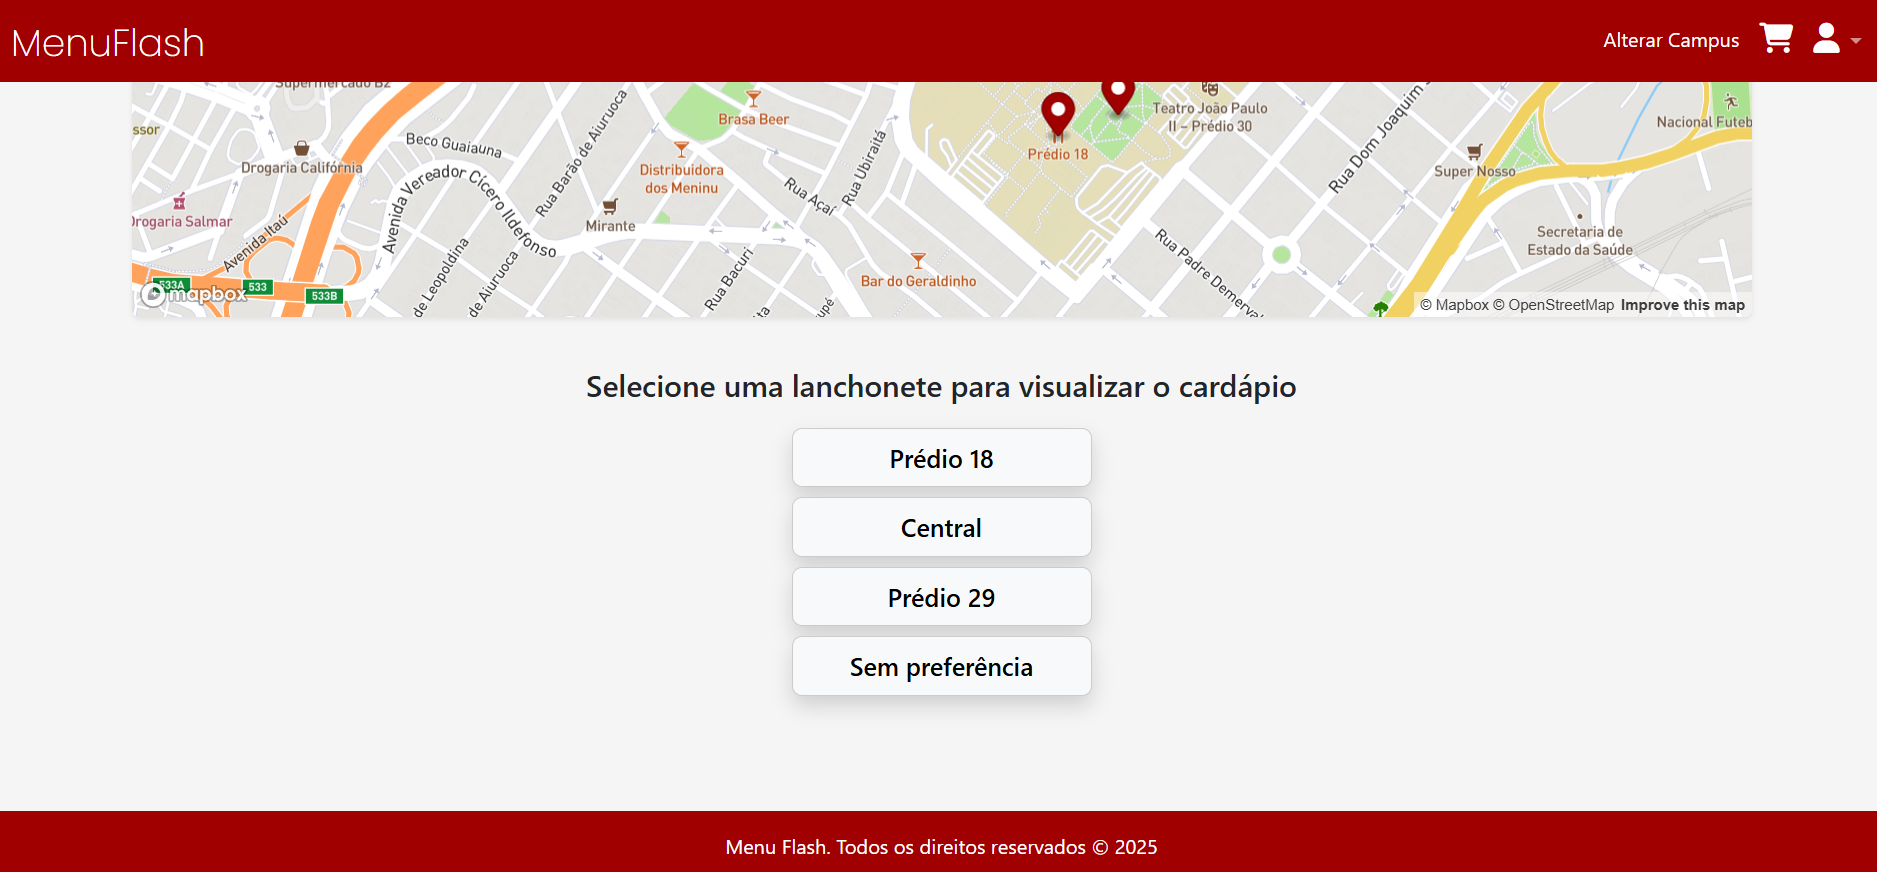 MenuFlash
Alterar Campus
Supermercado B2
Brasa Beer
Teatro João Paulo
II – Prédio 30
Rua Dom Joaquim
Nacional Futeb
ssor
Beco Guaiauna
Rua Barão de Aiuruoca
Drogaria Califórnia
Prédio 18
Distribuidora
dos Meninu
Super Nosso
Rua Açaí
Rua Ubiraitá
Drogaria Salmar
Avenida Itaú
Avenida Vereador Cícero Ildefonso
Mirante
Secretaria de
Estado da Saúde
Bar do Geraldinho
Rua Padre Demerva
de Leopoldina
de Aiuruoca
Rua Bacuri
ta
upé
533A
533
533B
mapbox
© Mapbox © OpenStreetMap Improve this map
Selecione uma lanchonete para visualizar o cardápio
Prédio 18
Central
Prédio 29
Sem preferência
Menu Flash. Todos os direitos reservados © 2025